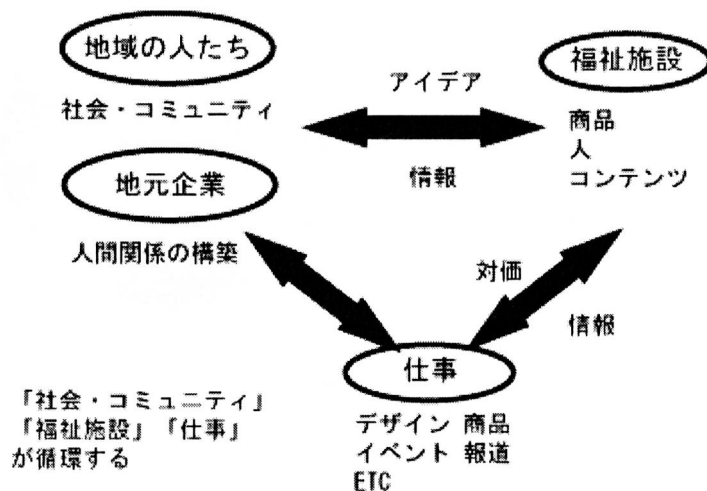 地域の人たち
社会・コミュニティ
地元企業
人間関係の構築
アイデア
情報
福祉施設
商品
人
コンテンツ
対価
情報
仕事
デザイン 商品
イベント 報道
ETC
「社会・コミュニティ」
「福祉施設」「仕事」
が循環する